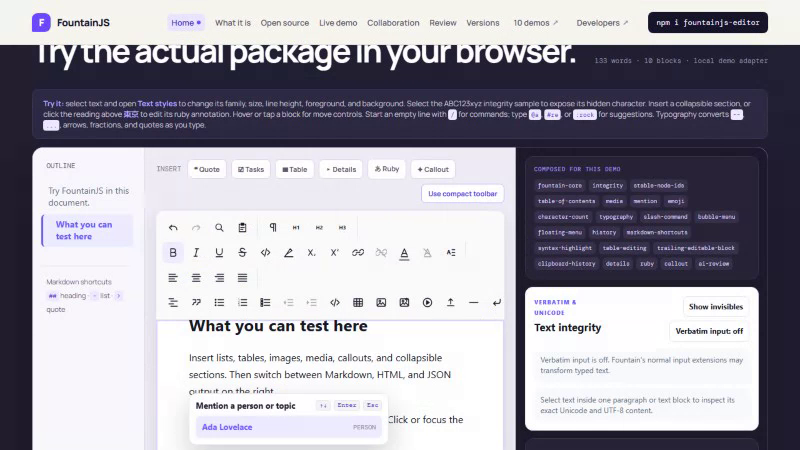 F FountainJS Home What it is Open source Live demo Collaboration Review Versions 10 demos ↗ Developers ↗ npm i fountainjs-editor
Try the actual package in your browser.
133 words · 10 blocks · local demo adapter
Try it: select text and open Text styles to change its family, size, line height, foreground, and background. Select the ABC123xyz integrity sample to expose its hidden character. Insert a collapsible section, or
click the reading above 東京 to edit its ruby annotation. Hover or tap a block for move controls. Start an empty line with / for commands; type @a, #re, or :rock for suggestions. Typography converts --,
..., arrows, fractions, and quotes as you type.
OUTLINE
Try FountainJS in this
document.
What you can
test here
Markdown shortcuts
## heading · - list · >
quote
INSERT ❝ Quote ☑ Tasks ▦ Table ▸ Details あ Ruby ✦ Callout
Use compact toolbar
¶ H1 H2 H3
B I U S </> X, X' A A AΞ
What you can test here
Insert lists, tables, images, media, callouts, and collapsible
sections. Then switch between Markdown, HTML, and JSON
output on the right.
Click or focus the
Mention a person or topic ↑↓ Enter Esc
Ada Lovelace PERSON
COMPOSED FOR THIS DEMO
fountain-core integrity stable-node-ids
table-of-contents media mention emoji
character-count typography slash-command bubble-menu
floating-menu history markdown-shortcuts
syntax-highlight table-editing trailing-editable-block
clipboard-history details ruby callout ai-review
VERBATIM &
UNICODE
Text integrity
Show invisibles
Verbatim input: off
Verbatim input is off. Fountain's normal input extensions may
transform typed text.
Select text inside one paragraph or text block to inspect its
exact Unicode and UTF-8 content.